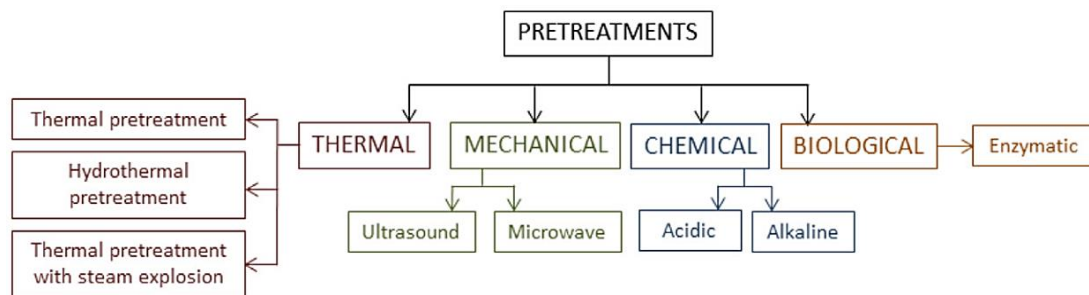 PRETREATMENTS
THERMAL
MECHANICAL
CHEMICAL
BIOLOGICAL
Thermal pretreatment
Hydrothermal
pretreatment
Thermal pretreatment
with steam explosion
Ultrasound
Microwave
Acidic
Alkaline
Enzymatic